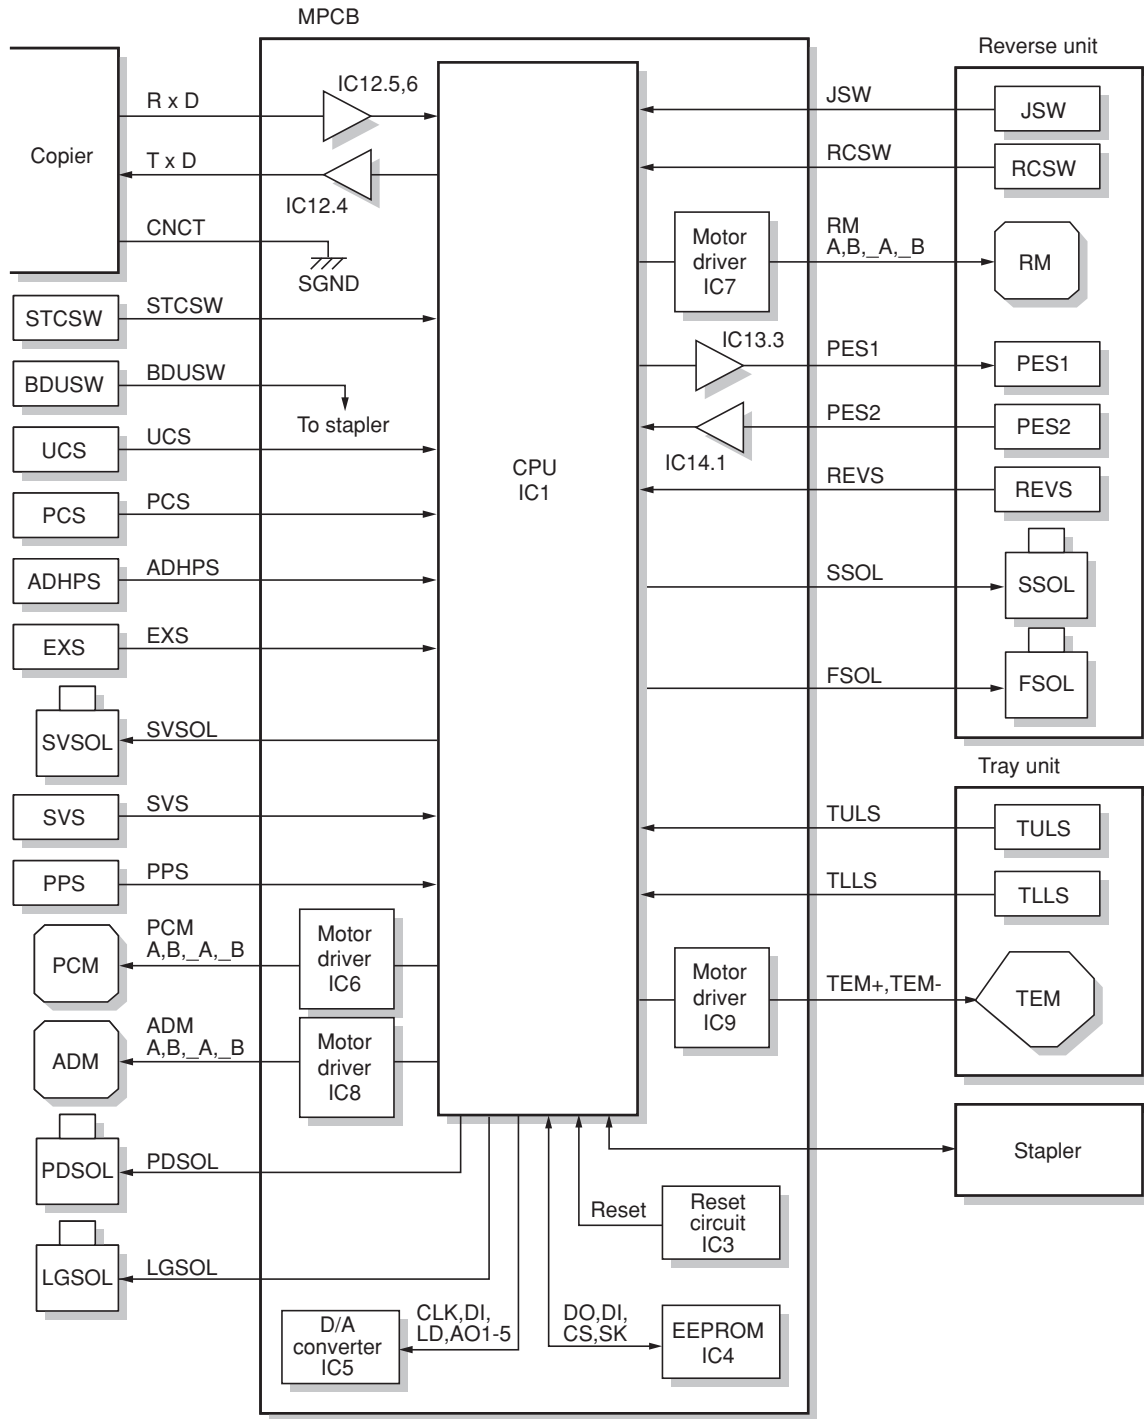 MPCB
Reverse unit
Copier
R x D
IC12.5,6
T x D
IC12.4
CNCT
SGND
STCSW
STCSW
BDUSW
BDUSW
To stapler
UCS
UCS
PCS
PCS
ADHPS
ADHPS
EXS
EXS
SVSOL
SVSOL
SVS
SVS
PPS
PPS
PCM
PCM
A,B,_A,_B
Motor
driver
IC6
ADM
ADM
A,B,_A,_B
Motor
driver
IC8
PDSOL
PDSOL
LGSOL
LGSOL
CPU
IC1
JSW
JSW
RCSW
RCSW
Motor
driver
IC7
RM
A,B,_A,_B
RM
IC13.3
PES1
PES1
IC14.1
PES2
PES2
REVS
REVS
SSOL
SSOL
FSOL
FSOL
Tray unit
TULS
TULS
TLLS
TLLS
Motor
driver
IC9
TEM+,TEM-
TEM
Stapler
Reset
Reset
circuit
IC3
D/A
converter
IC5
CLK,DI,
LD,AO1-5
DO,DI,
CS,SK
EEPROM
IC4